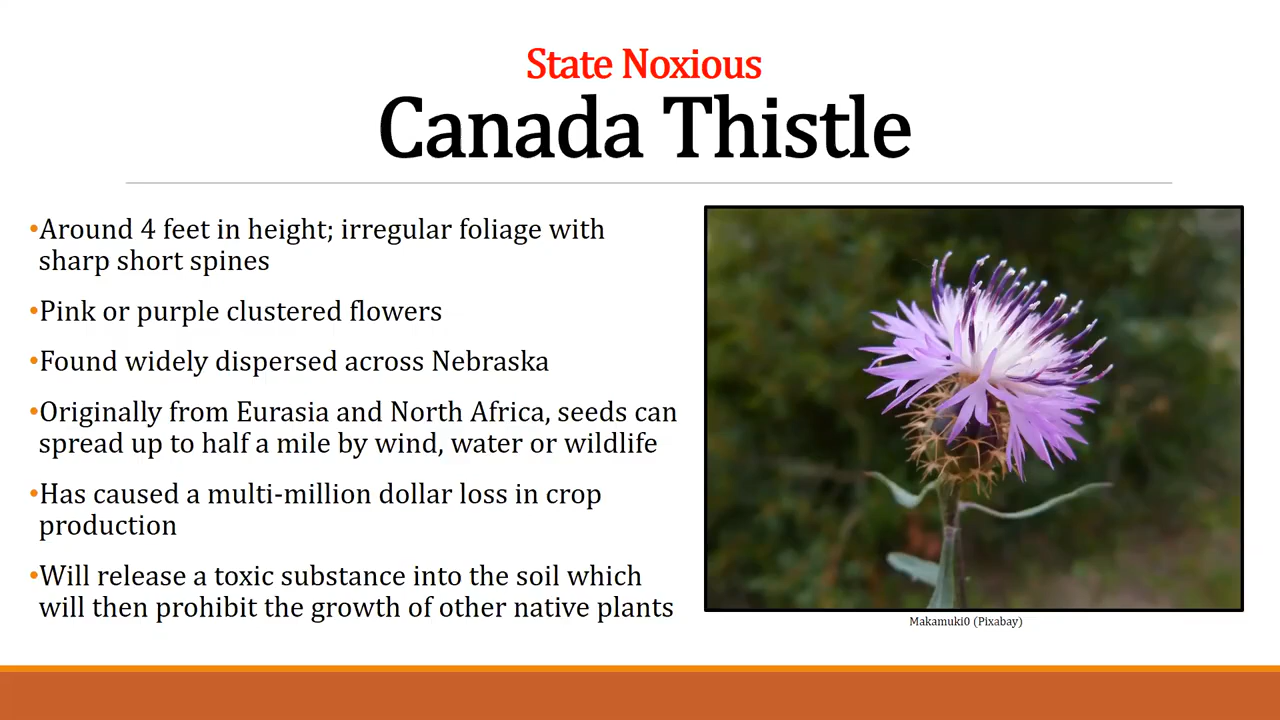 State Noxious
Canada Thistle
•Around 4 feet in height; irregular foliage with
sharp short spines
•Pink or purple clustered flowers
•Found widely dispersed across Nebraska
•Originally from Eurasia and North Africa, seeds can
spread up to half a mile by wind, water or wildlife
•Has caused a multi-million dollar loss in crop
production
•Will release a toxic substance into the soil which
will then prohibit the growth of other native plants
Makamuki0 (Pixabay)